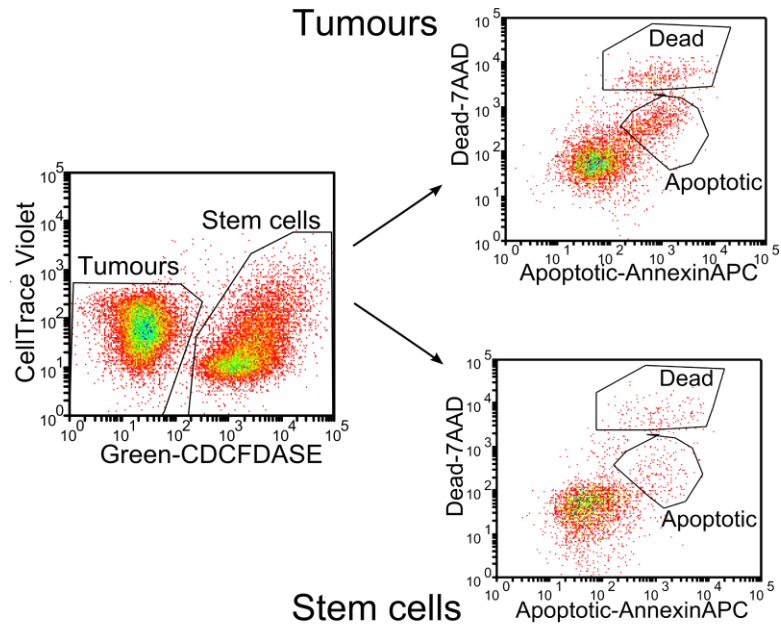 Tumours
10^5
10^4
10^3
10^2
10^1
10^0
Dead-7AAD
Dead
Apoptotic
10^0 10^1 10^2 10^3 10^4 10^5
Apoptotic-AnnexinAPC
10^5
10^4
10^3
10^2
10^1
10^0
CellTrace Violet
Tumours
Stem cells
10^0 10^1 10^2 10^3 10^4 10^5
Green-CDCFDASE
10^5
10^4
10^3
10^2
10^1
10^0
Dead-7AAD
Dead
Apoptotic
10^0 10^1 10^2 10^3 10^4 10^5
Apoptotic-AnnexinAPC
Stem cells